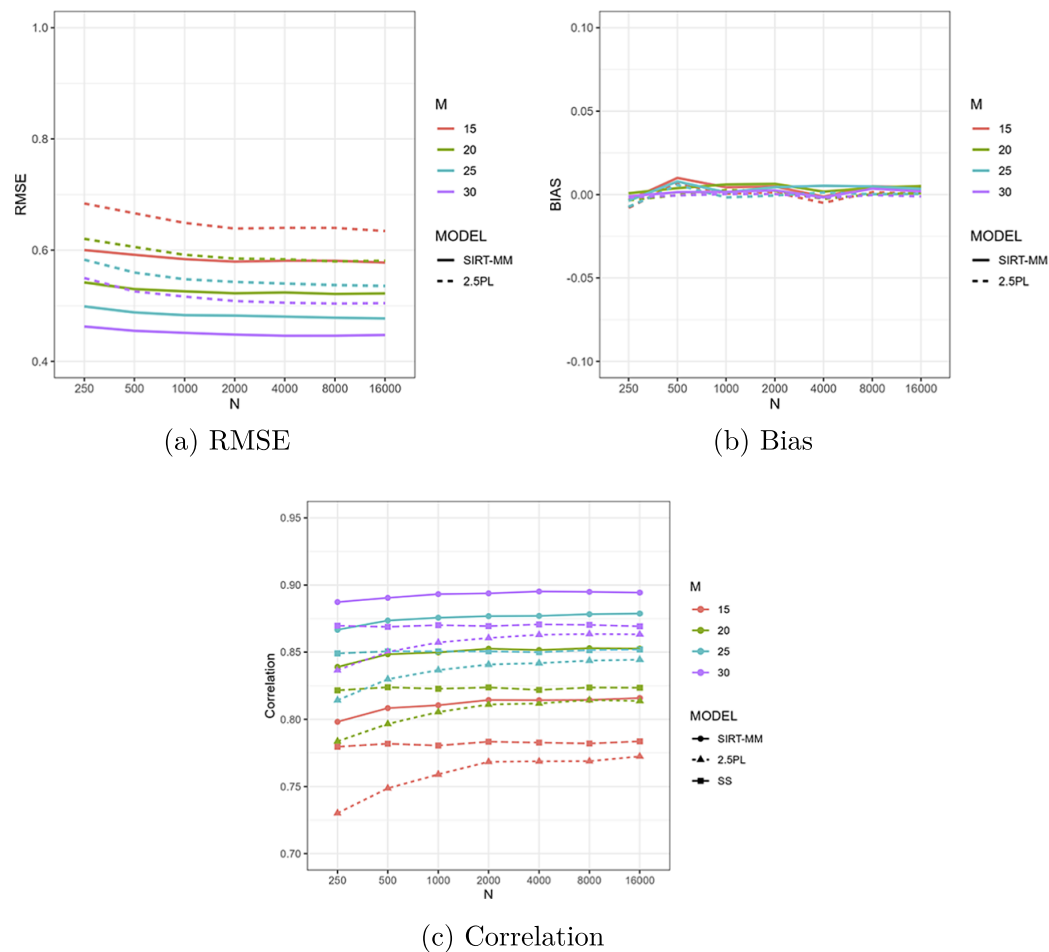 1.0
0.8
0.6
0.4
RMSE
250 500 1000 2000 4000 8000 16000
N
M
15
20
25
30
MODEL
SIRT-MM
2.5PL
(a) RMSE
0.10
0.05
0.00
-0.05
-0.10
BIAS
250 500 1000 2000 4000 8000 16000
N
M
15
20
25
30
MODEL
SIRT-MM
2.5PL
(b) Bias
0.95
0.90
0.85
0.80
0.75
0.70
Correlation
250 500 1000 2000 4000 8000 16000
N
M
15
20
25
30
MODEL
SIRT-MM
2.5PL
SS
(c) Correlation